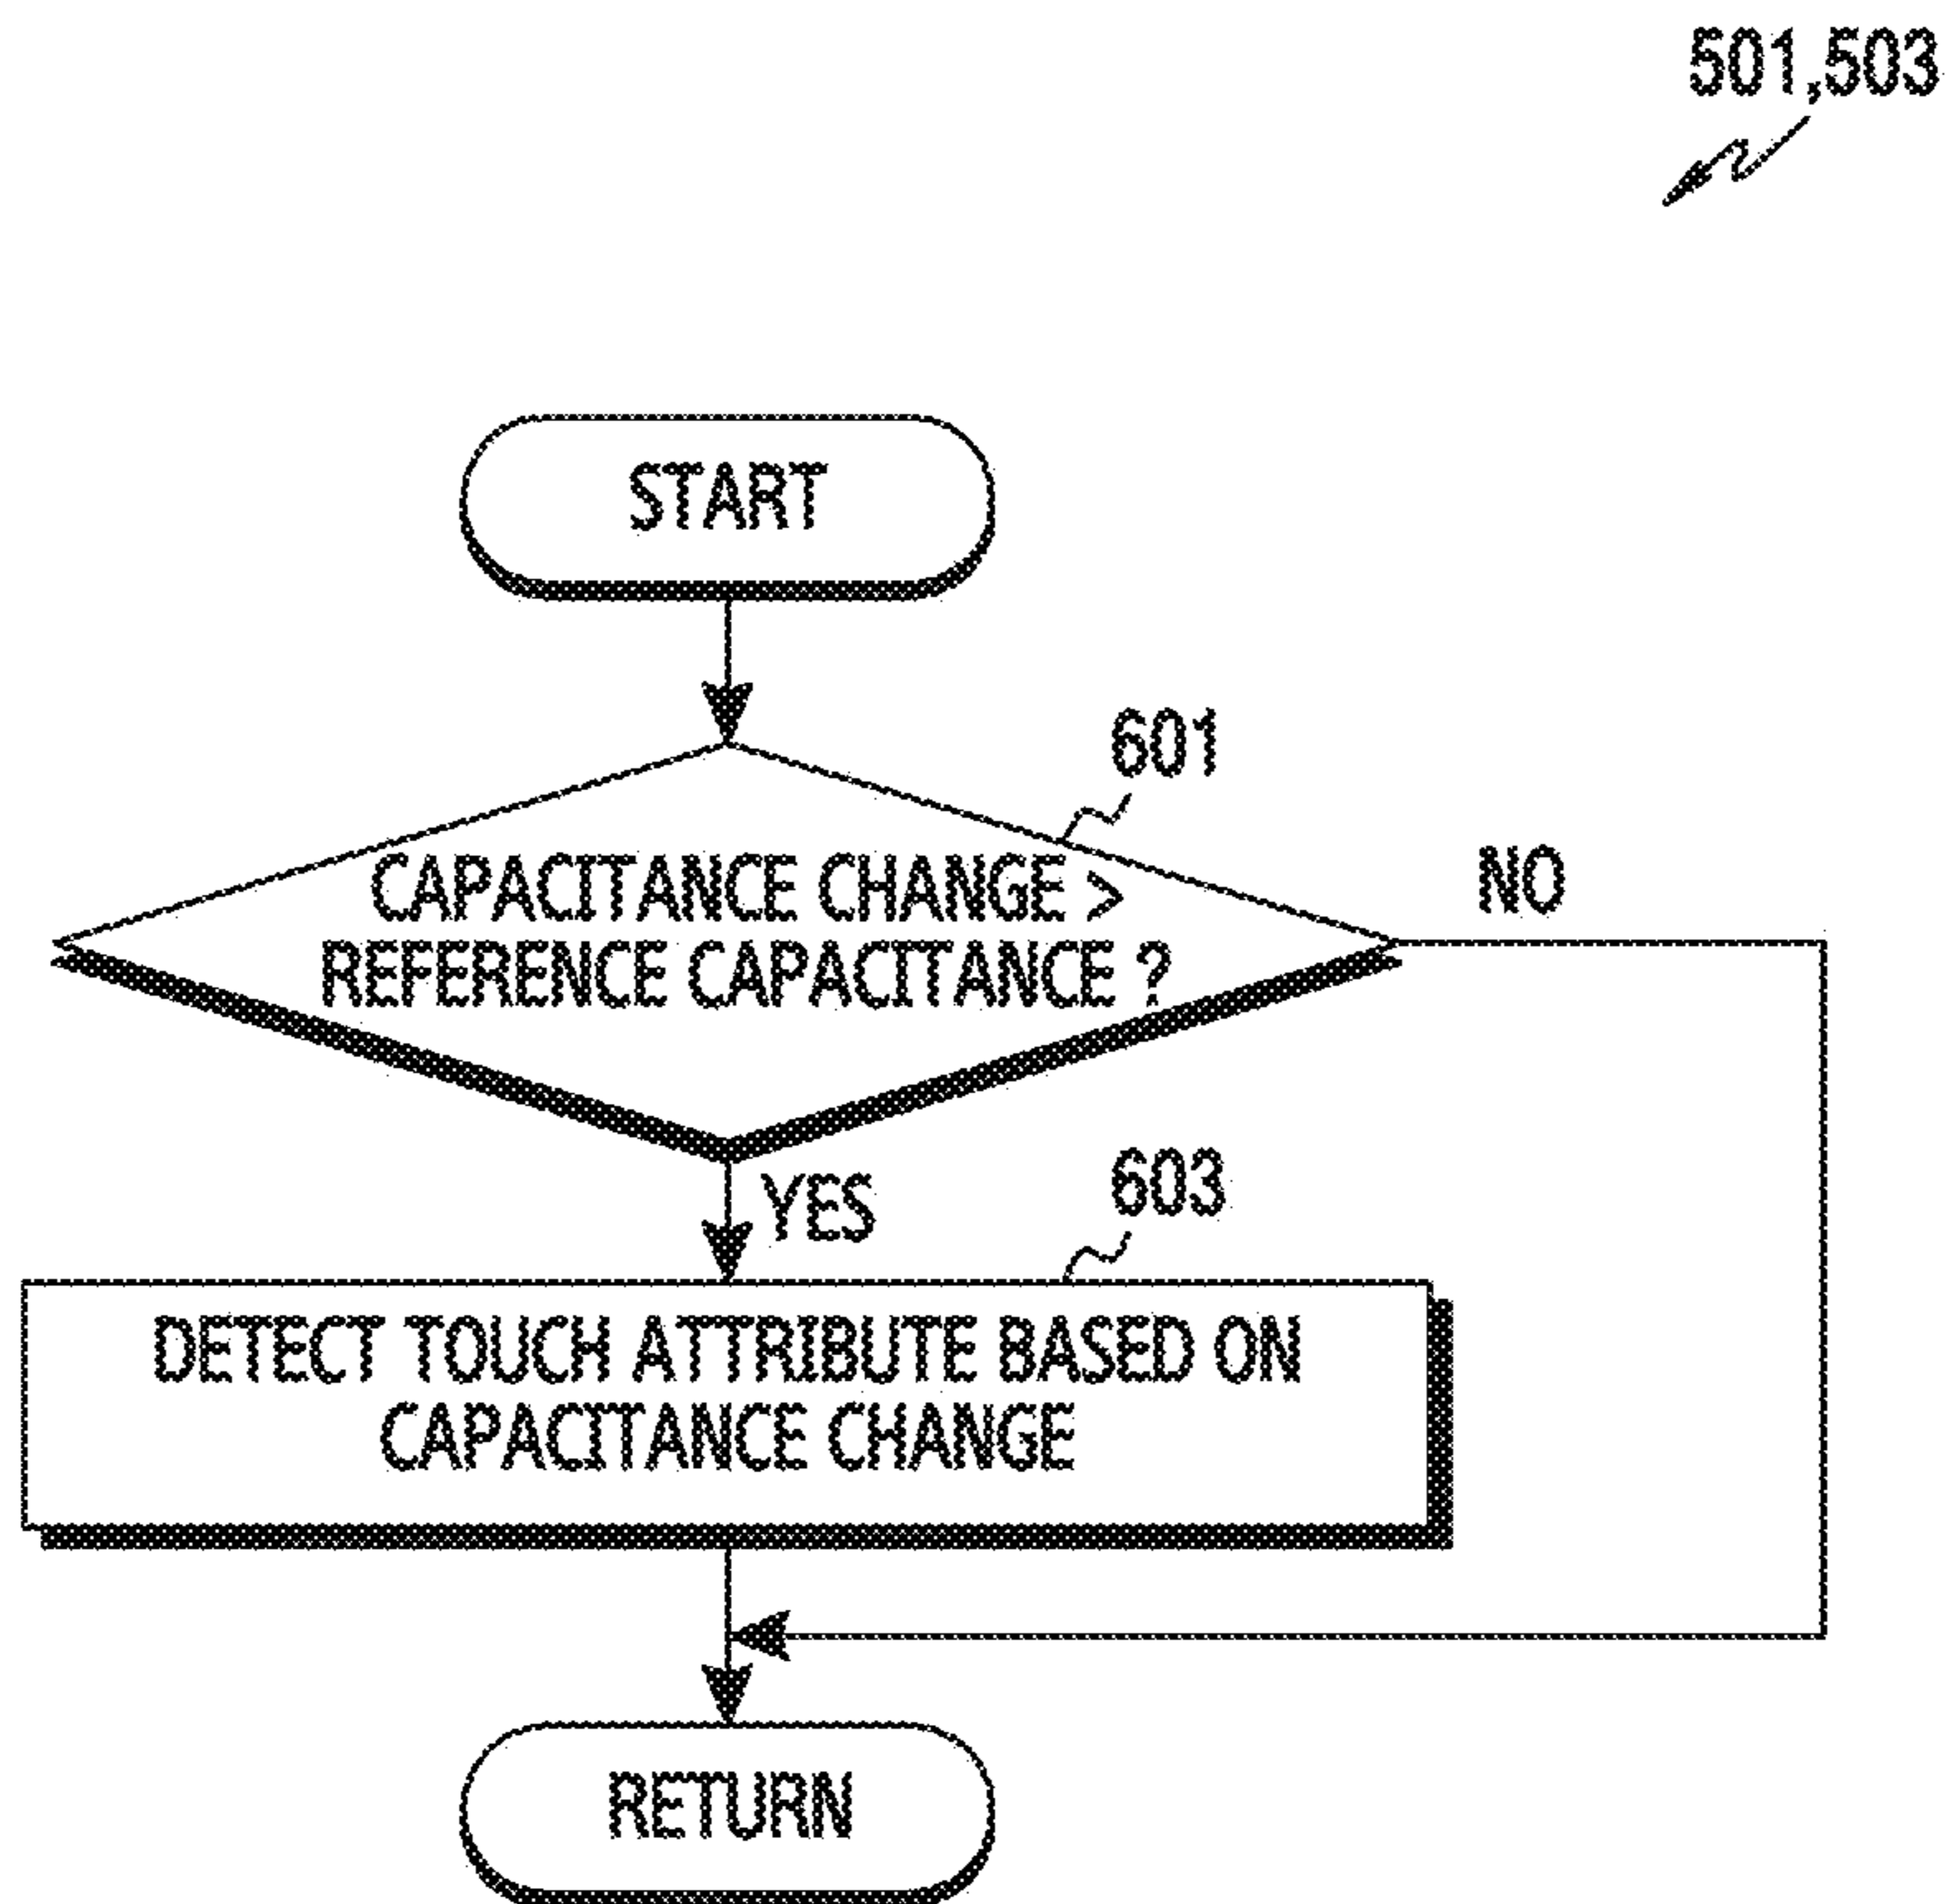 501,503
START
601
CAPACITANCE CHANGE >
REFERENCE CAPACITANCE ?
NO
YES
603
DETECT TOUCH ATTRIBUTE BASED ON
CAPACITANCE CHANGE
RETURN